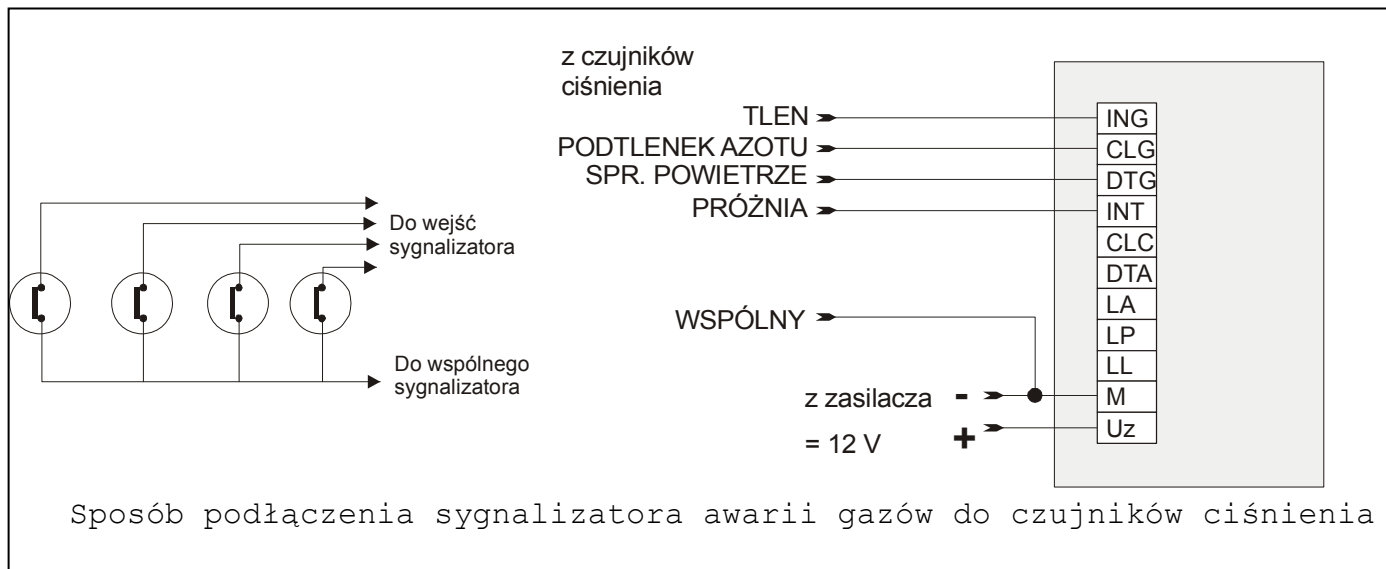 z czujników
ciśnienia
TLEN
PODTLENEK AZOTU
SPR. POWIETRZE
PRÓŻNIA
WSPÓLNY
z zasilacza -
= 12 V +
ING
CLG
DTG
INT
CLC
DTA
LA
LP
LL
M
Uz
Do wejść
sygnalizatora
Do wspólnego
sygnalizatora
Sposób podłączenia sygnalizatora awarii gazów do czujników ciśnienia